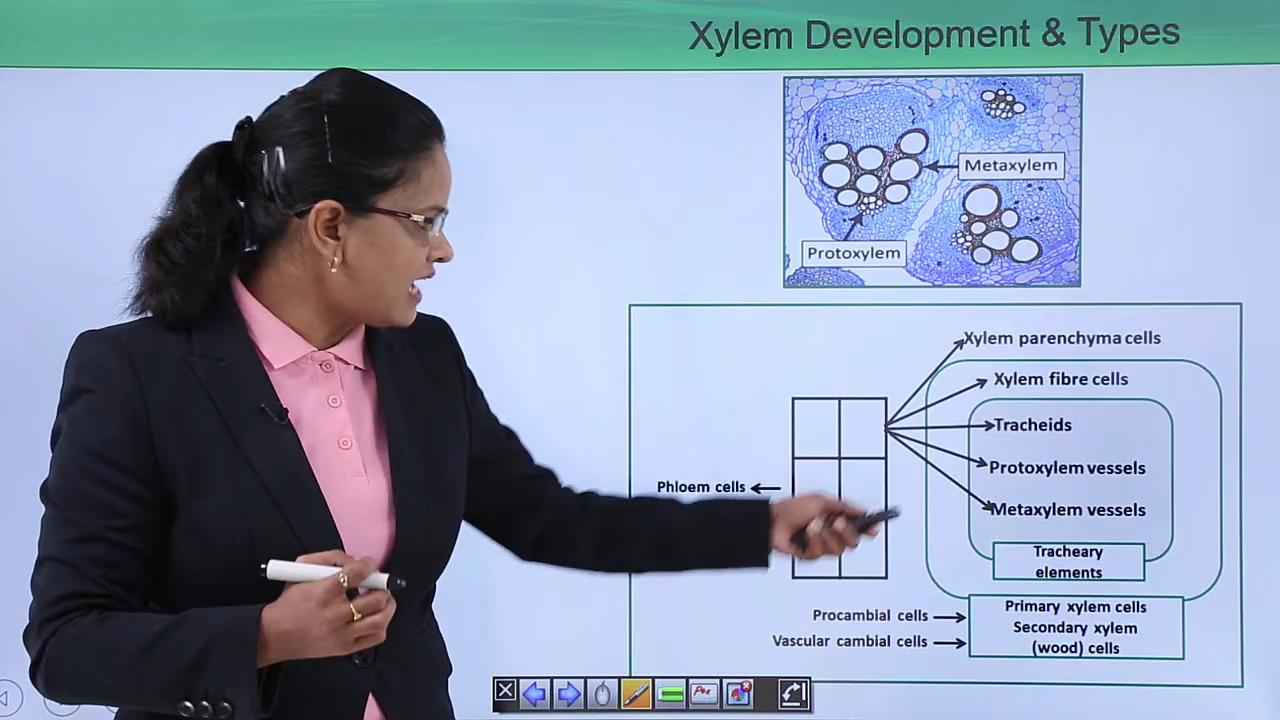 Xylem Development & Types
Metaxylem
Protoxylem
Xylem parenchyma cells
Xylem fibre cells
Tracheids
Protoxylem vessels
Phloem cells
Metaxylem vessels
Tracheary
elements
Procambial cells
Vascular cambial cells
Primary xylem cells
Secondary xylem
(wood) cells
Pen